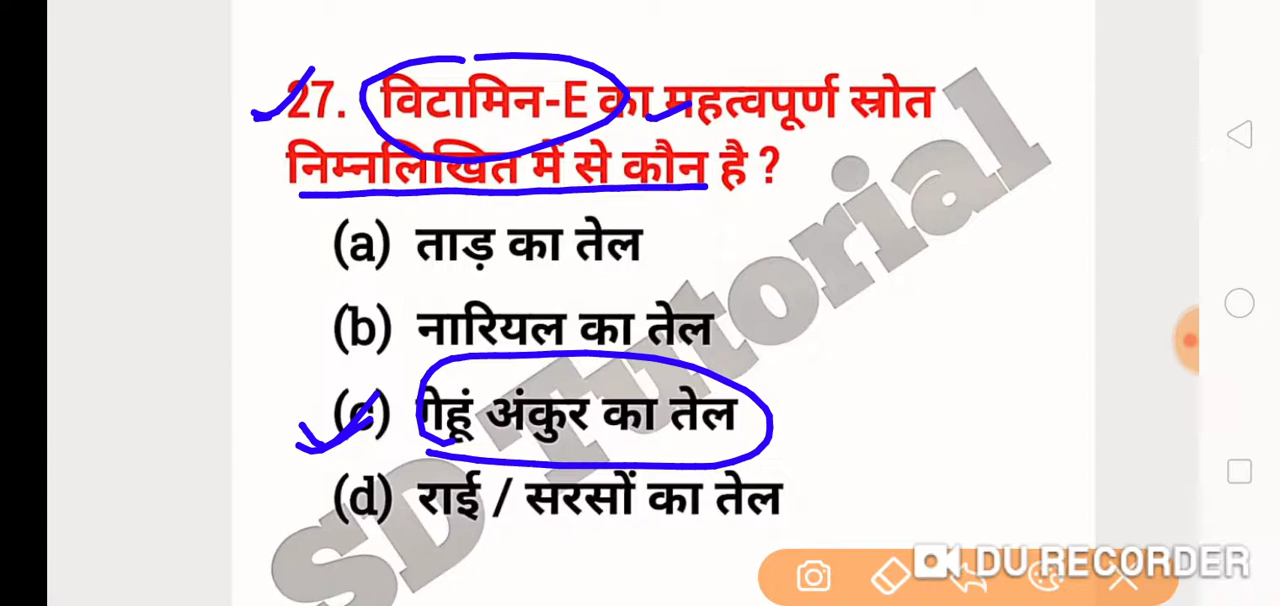 27. विटामिन-E का महत्वपूर्ण स्रोत
निम्नलिखित में से कौन है ?
(a) ताड़ का तेल
(b) नारियल का तेल
(c) गेहूं अंकुर का तेल
(d) राई / सरसों का तेल
SD Tutorial
DU RECORDER